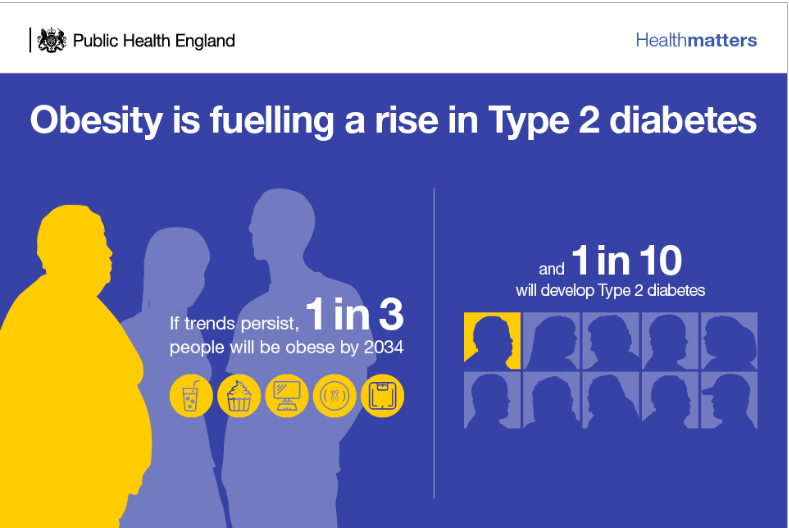 Public Health England
Healthmatters
Obesity is fuelling a rise in Type 2 diabetes
If trends persist, 1 in 3
people will be obese by 2034
and 1 in 10
will develop Type 2 diabetes